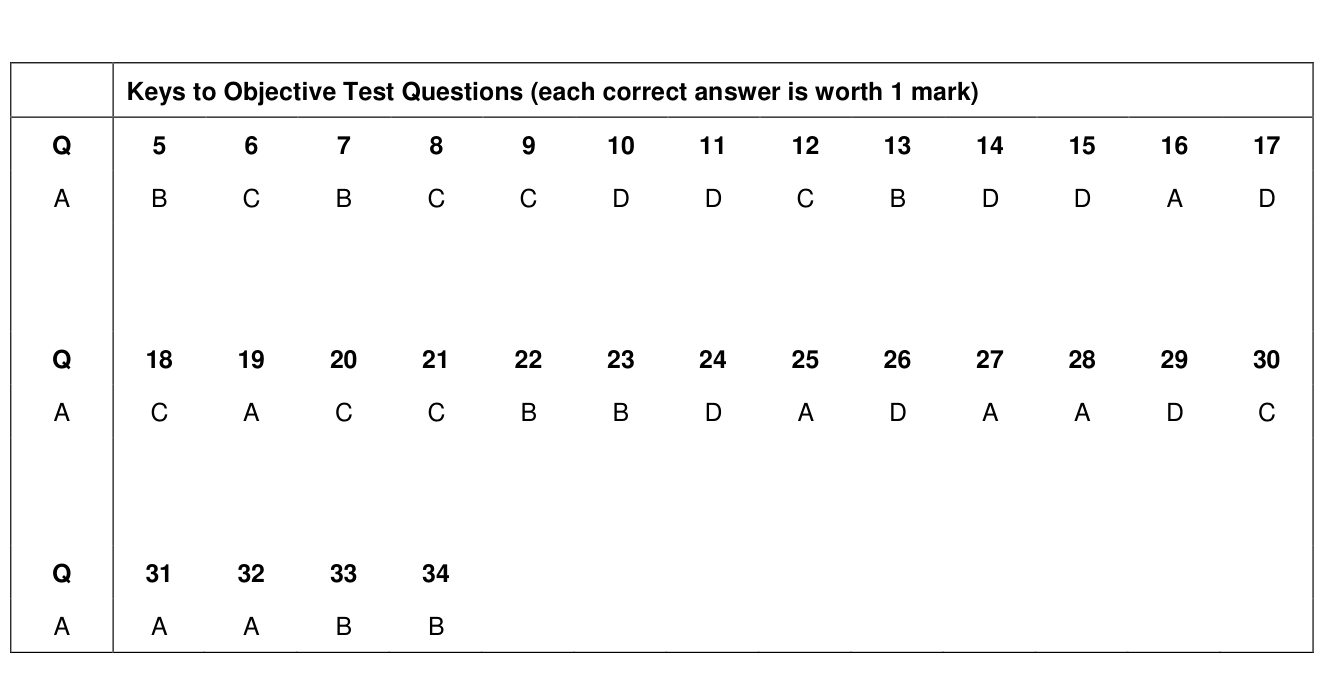 Keys to Objective Test Questions (each correct answer is worth 1 mark)
Q 5 6 7 8 9 10 11 12 13 14 15 16 17
A B C B C C D D C B D D A D
Q 18 19 20 21 22 23 24 25 26 27 28 29 30
A C A C C B B D A D A A D C
Q 31 32 33 34
A A A B B